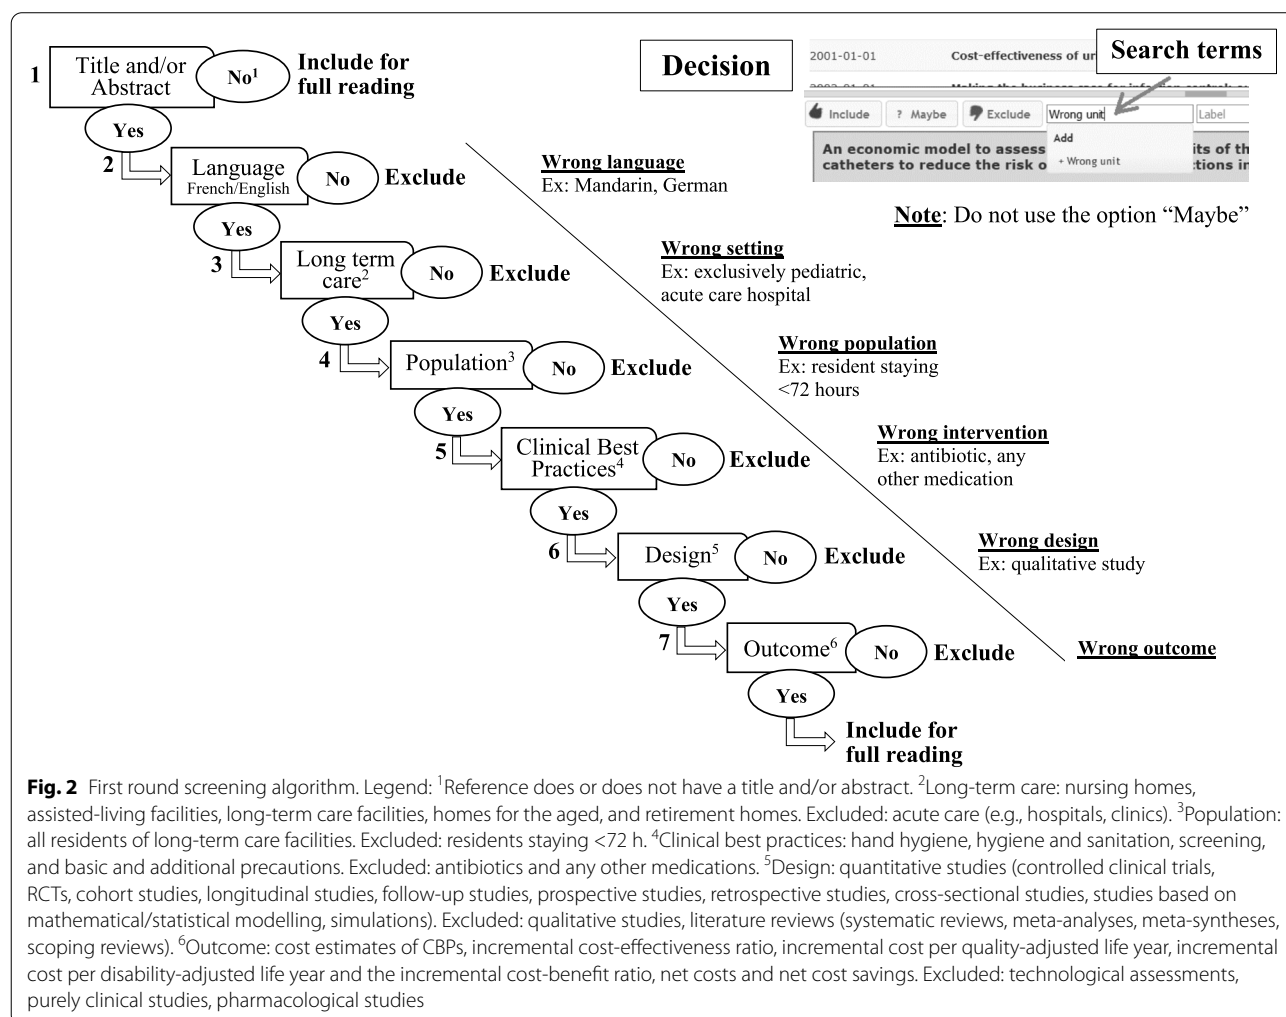 1
Title and/or
Abstract
No1
Include for
full reading
Decision
2001-01-01
Cost-effectiveness of ur
Search terms
Include
? Maybe
Exclude
Wrong unit
Label
Add
+ Wrong unit
An economic model to assess
its of th
catheters to reduce the risk o
ctions in
Note: Do not use the option “Maybe”
Yes
2
Language
French/English
No
Exclude
Wrong language
Ex: Mandarin, German
Yes
3
Long term
care2
No
Exclude
Wrong setting
Ex: exclusively pediatric,
acute care hospital
Yes
4
Population3
No
Exclude
Wrong population
Ex: resident staying
<72 hours
Yes
5
Clinical Best
Practices4
No
Exclude
Wrong intervention
Ex: antibiotic, any
other medication
Yes
6
Design5
No
Exclude
Wrong design
Ex: qualitative study
Yes
7
Outcome6
No
Exclude
Wrong outcome
Yes
Include for
full reading
Fig. 2 First round screening algorithm. Legend: 1Reference does or does not have a title and/or abstract. 2Long-term care: nursing homes,
assisted-living facilities, long-term care facilities, homes for the aged, and retirement homes. Excluded: acute care (e.g., hospitals, clinics). 3Population:
all residents of long-term care facilities. Excluded: residents staying <72 h. 4Clinical best practices: hand hygiene, hygiene and sanitation, screening,
and basic and additional precautions. Excluded: antibiotics and any other medications. 5Design: quantitative studies (controlled clinical trials,
RCTs, cohort studies, longitudinal studies, follow-up studies, prospective studies, retrospective studies, cross-sectional studies, studies based on
mathematical/statistical modelling, simulations). Excluded: qualitative studies, literature reviews (systematic reviews, meta-analyses, meta-syntheses,
scoping reviews). 6Outcome: cost estimates of CBPs, incremental cost-effectiveness ratio, incremental cost per quality-adjusted life year, incremental
cost per disability-adjusted life year and the incremental cost-benefit ratio, net costs and net cost savings. Excluded: technological assessments,
purely clinical studies, pharmacological studies